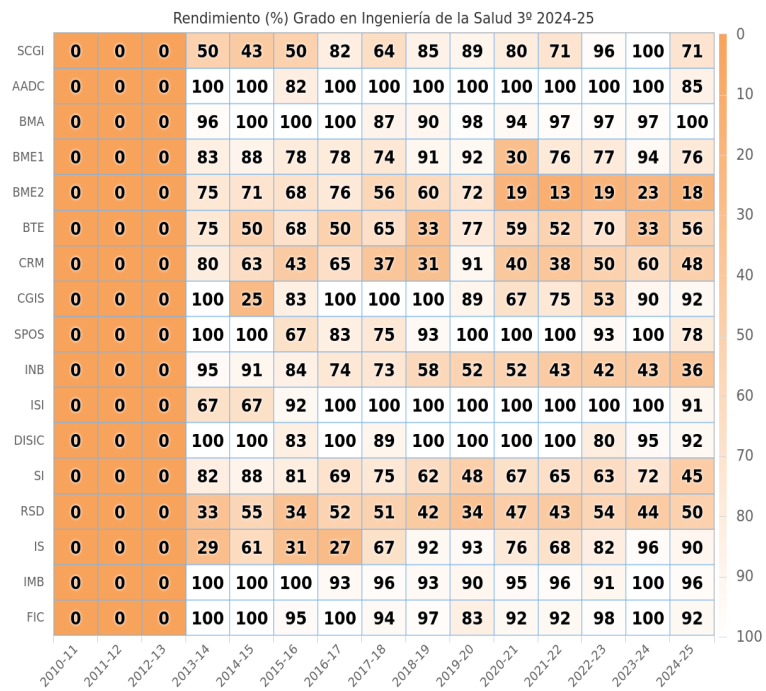 Rendimiento (%) Grado en Ingeniería de la Salud 3º 2024-25
SCGI 0 0 0 50 43 50 82 64 85 89 80 71 96 100 71
AADC 0 0 0 100 100 82 100 100 100 100 100 100 100 100 85
BMA 0 0 0 96 100 100 100 87 90 98 94 97 97 97 100
BME1 0 0 0 83 88 78 78 74 91 92 30 76 77 94 76
BME2 0 0 0 75 71 68 76 56 60 72 19 13 19 23 18
BTE 0 0 0 75 50 68 50 65 33 77 59 52 70 33 56
CRM 0 0 0 80 63 43 65 37 31 91 40 38 50 60 48
CGIS 0 0 0 100 25 83 100 100 100 89 67 75 53 90 92
SPOS 0 0 0 100 100 67 83 75 93 100 100 100 93 100 78
INB 0 0 0 95 91 84 74 73 58 52 52 43 42 43 36
ISI 0 0 0 67 67 92 100 100 100 100 100 100 100 100 91
DISIC 0 0 0 100 100 83 100 89 100 100 100 100 80 95 92
SI 0 0 0 82 88 81 69 75 62 48 67 65 63 72 45
RSD 0 0 0 33 55 34 52 51 42 34 47 43 54 44 50
IS 0 0 0 29 61 31 27 67 92 93 76 68 82 96 90
IMB 0 0 0 100 100 100 93 96 93 90 95 96 91 100 96
FIC 0 0 0 100 100 95 100 94 97 83 92 92 98 100 92
2010-11 2011-12 2012-13 2013-14 2014-15 2015-16 2016-17 2017-18 2018-19 2019-20 2020-21 2021-22 2022-23 2023-24 2024-25
0
10
20
30
40
50
60
70
80
90
100